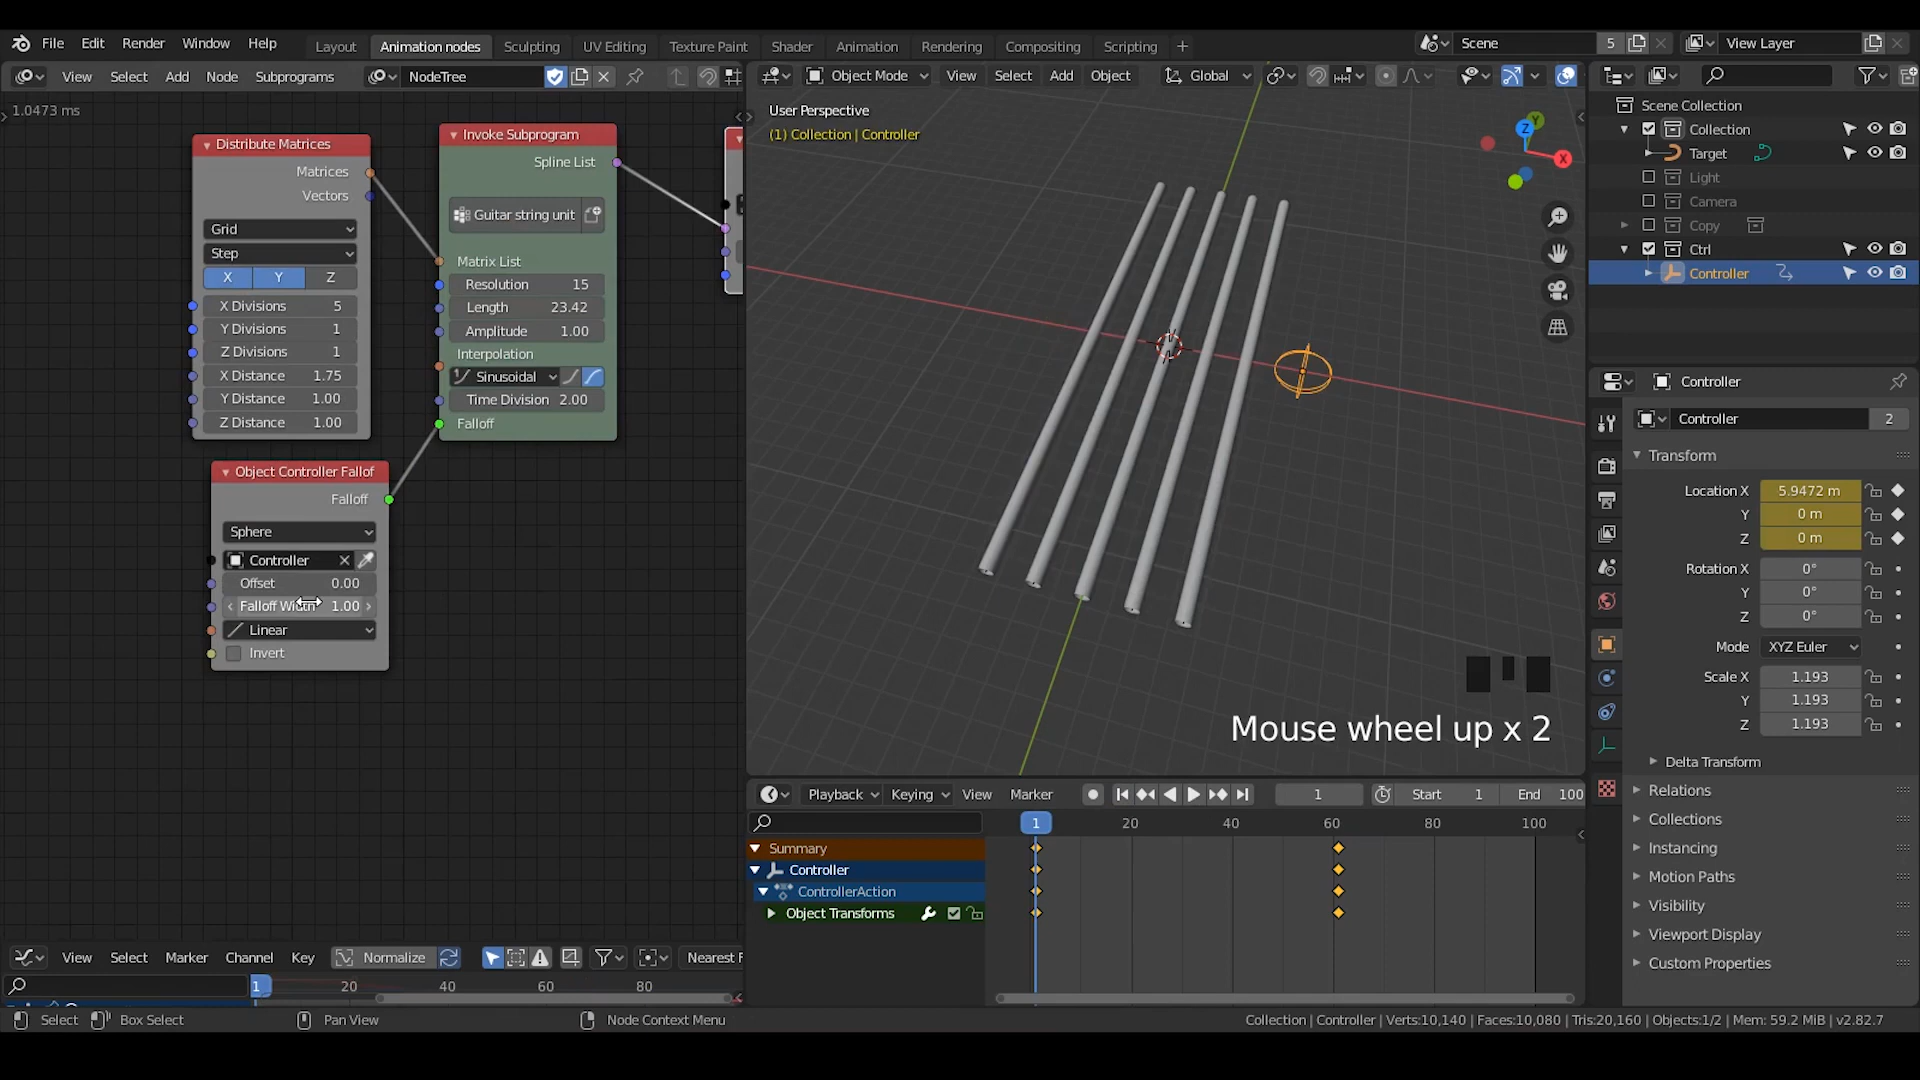 File Edit Render Window Help
Layout Animation nodes Sculpting UV Editing Texture Paint Shader Animation Rendering Compositing Scripting +
Scene 5
View Layer
View Select Add Node Subprograms
NodeTree
Object Mode View Select Add Object Global
1.0473 ms
Distribute Matrices
Matrices
Vectors
Grid
Step
X Y Z
X Divisions 5
Y Divisions 1
Z Divisions 1
X Distance 1.75
Y Distance 1.00
Z Distance 1.00
Invoke Subprogram
Spline List
Guitar string unit
Matrix List
Resolution 15
Length 23.42
Amplitude 1.00
Interpolation
Sinusoidal
Time Division 2.00
Falloff
Object Controller Fallof
Falloff
Sphere
Controller
Offset 0.00
Falloff Width 1.00
Linear
Invert
User Perspective
(1) Collection | Controller
Z
Y
X
Mouse wheel up x 2
Scene Collection
Collection
Target
Light
Camera
Copy
Ctrl
Controller
Controller
Controller 2
Transform
Location X 5.9472 m
Y 0 m
Z 0 m
Rotation X 0°
Y 0°
Z 0°
Mode XYZ Euler
Scale X 1.193
Y 1.193
Z 1.193
Delta Transform
Relations
Collections
Instancing
Motion Paths
Visibility
Viewport Display
Custom Properties
Playback Keying View Marker
1
Start 1
End 100
1 20 40 60 80 100
Summary
Controller
ControllerAction
Object Transforms
View Select Marker Channel Key Normalize Nearest F
1 20 40 60 80
Select Box Select Pan View Node Context Menu
Collection | Controller | Verts:10,140 | Faces:10,080 | Tris:20,160 | Objects:1/2 | Mem: 59.2 MiB | v2.82.7